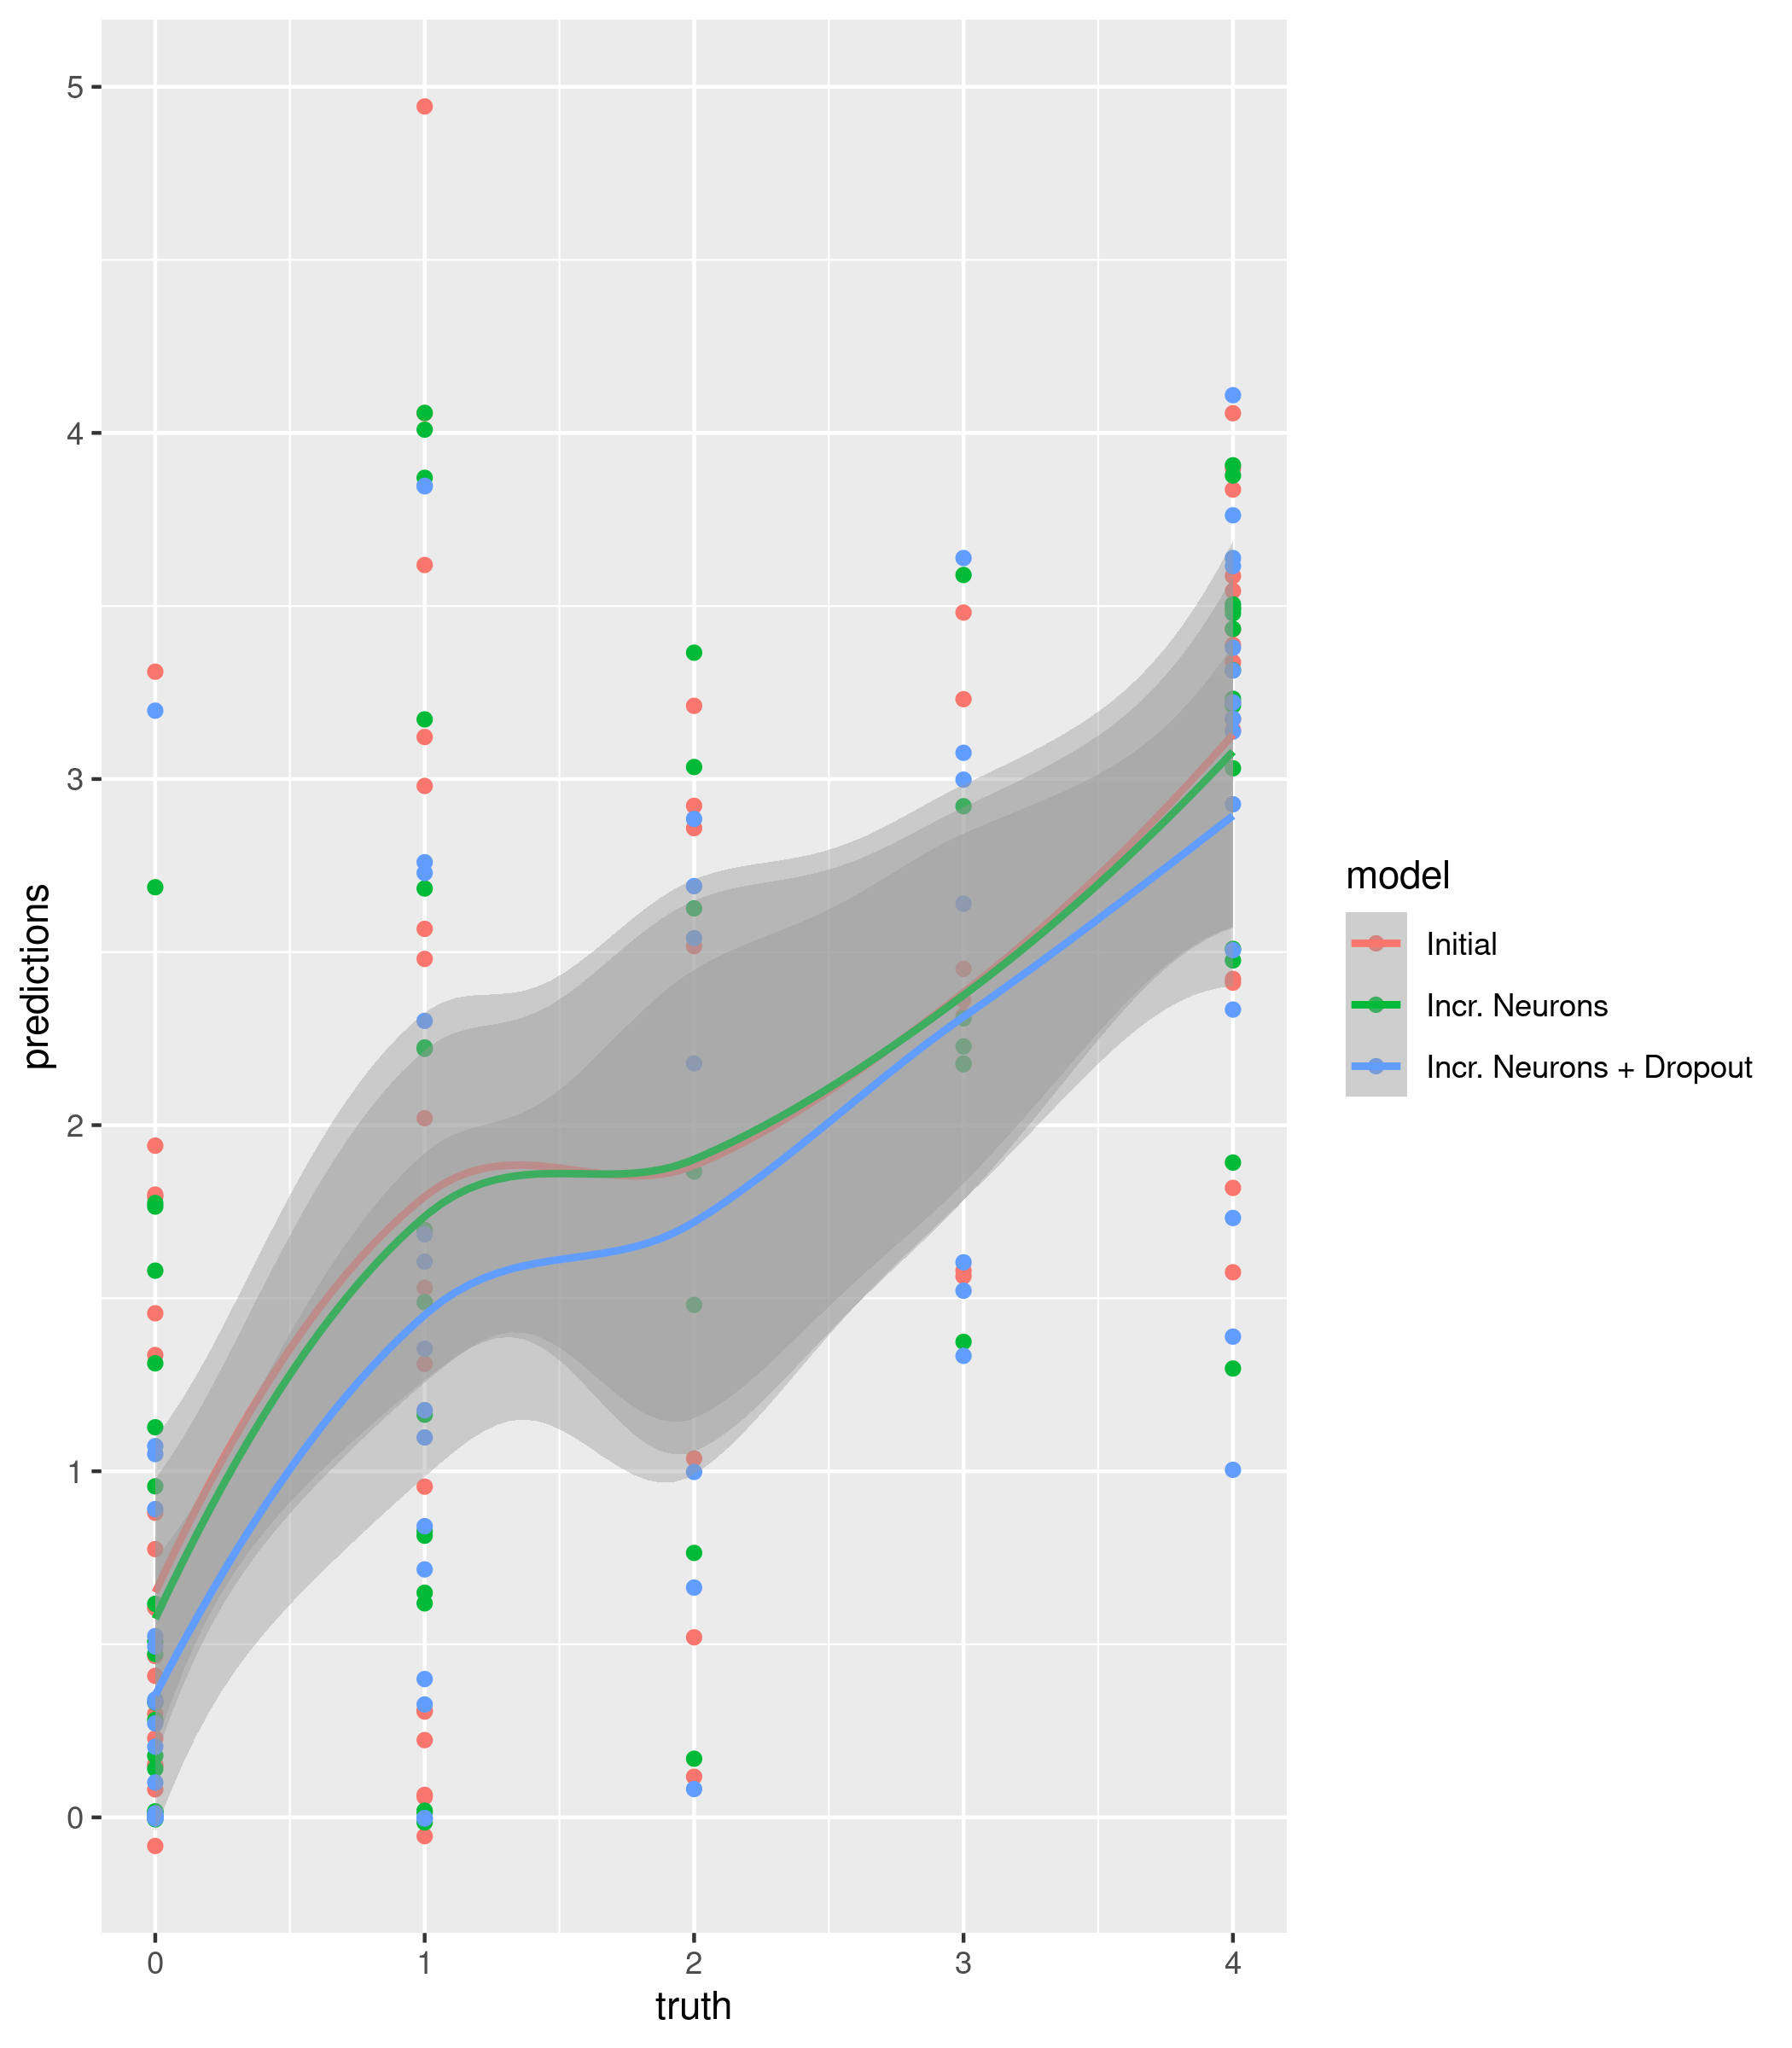 5
4
3
2
1
0
predictions
0 1 2 3 4
truth
model
Initial
Incr. Neurons
Incr. Neurons + Dropout